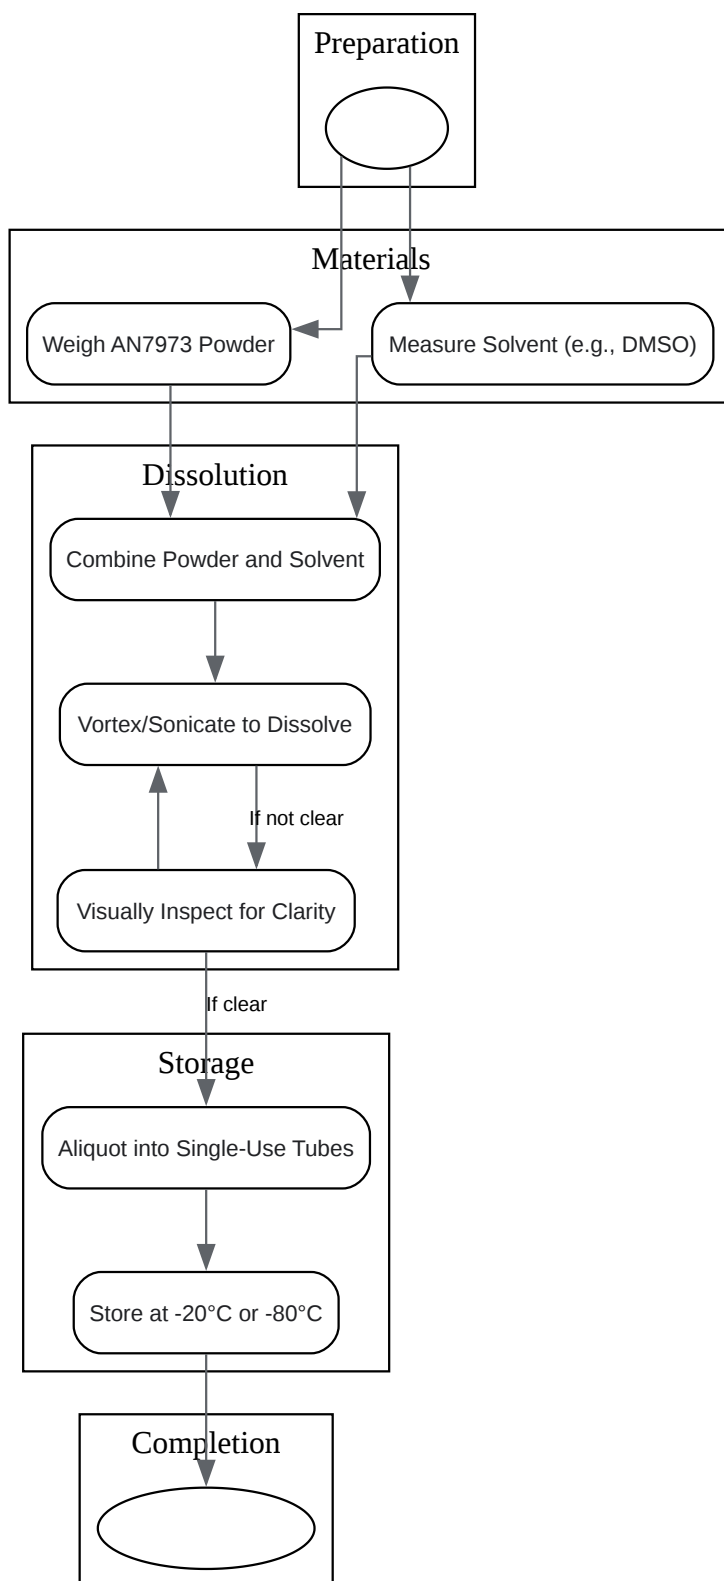 Preparation
Materials
Weigh AN7973 Powder
Measure Solvent (e.g., DMSO)
Dissolution
Combine Powder and Solvent
Vortex/Sonicate to Dissolve
If not clear
Visually Inspect for Clarity
If clear
Storage
Aliquot into Single-Use Tubes
Store at -20°C or -80°C
Completion